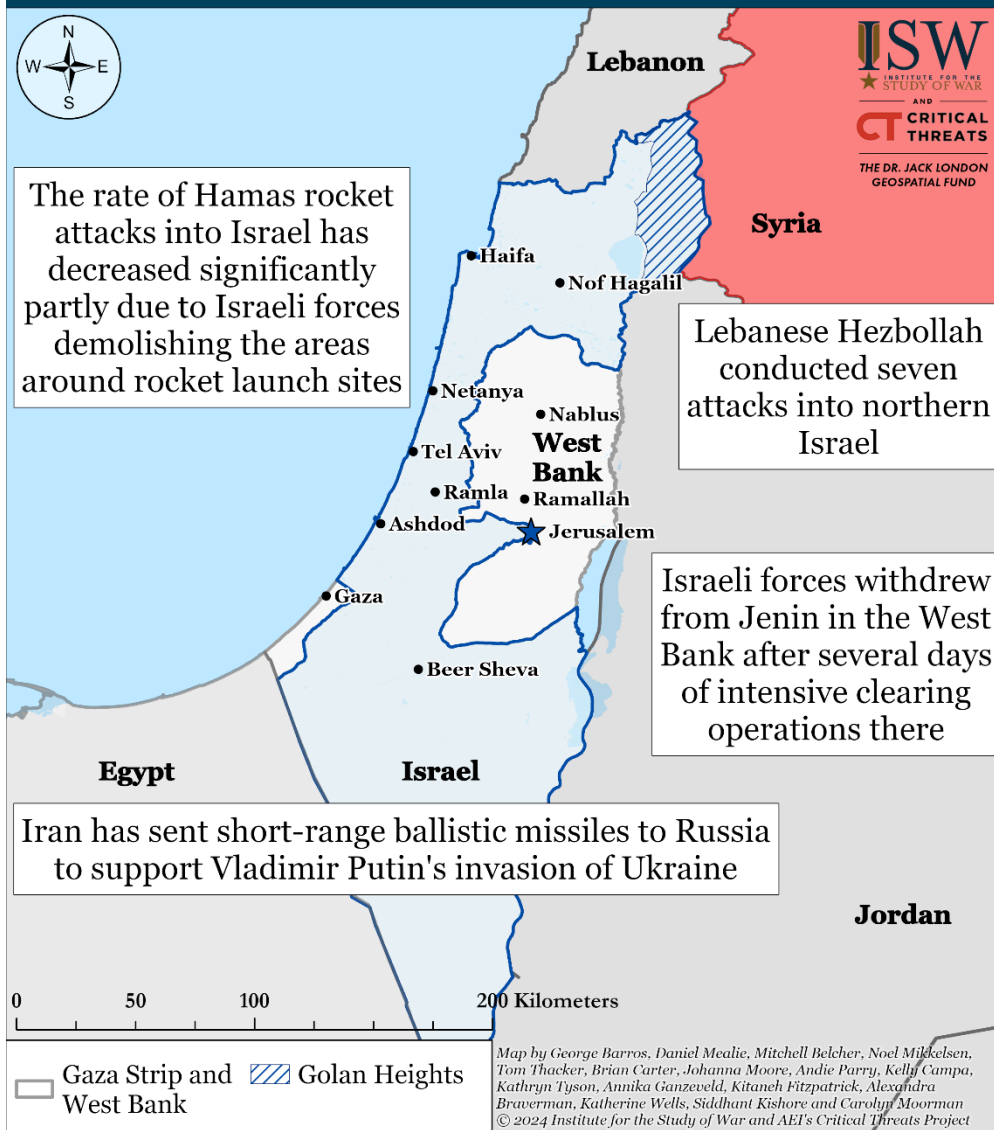 N
W E
S
Lebanon
ISW
INSTITUTE FOR THE
STUDY OF WAR
AND
CT CRITICAL
THREATS
THE DR. JACK LONDON
GEOSPATIAL FUND
Syria
The rate of Hamas rocket
attacks into Israel has
decreased significantly
partly due to Israeli forces
demolishing the areas
around rocket launch sites
Haifa
Nof Hagalil
Lebanese Hezbollah
conducted seven
attacks into northern
Israel
Netanya
Nablus
West
Bank
Tel Aviv
Ramla
Ramallah
Ashdod
Jerusalem
Israeli forces withdrew
from Jenin in the West
Bank after several days
of intensive clearing
operations there
Gaza
Beer Sheva
Egypt
Israel
Iran has sent short-range ballistic missiles to Russia
to support Vladimir Putin's invasion of Ukraine
Jordan
0 50 100 200 Kilometers
Gaza Strip and
West Bank
Golan Heights
Map by George Barros, Daniel Mealie, Mitchell Belcher, Noel Mikkelsen,
Tom Thacker, Brian Carter, Johanna Moore, Andie Parry, Kelly Campa,
Kathryn Tyson, Annika Ganzeveld, Kitaneh Fitzpatrick, Alexandra
Braverman, Katherine Wells, Siddhant Kishore and Carolyn Moorman
© 2024 Institute for the Study of War and AEI's Critical Threats Project